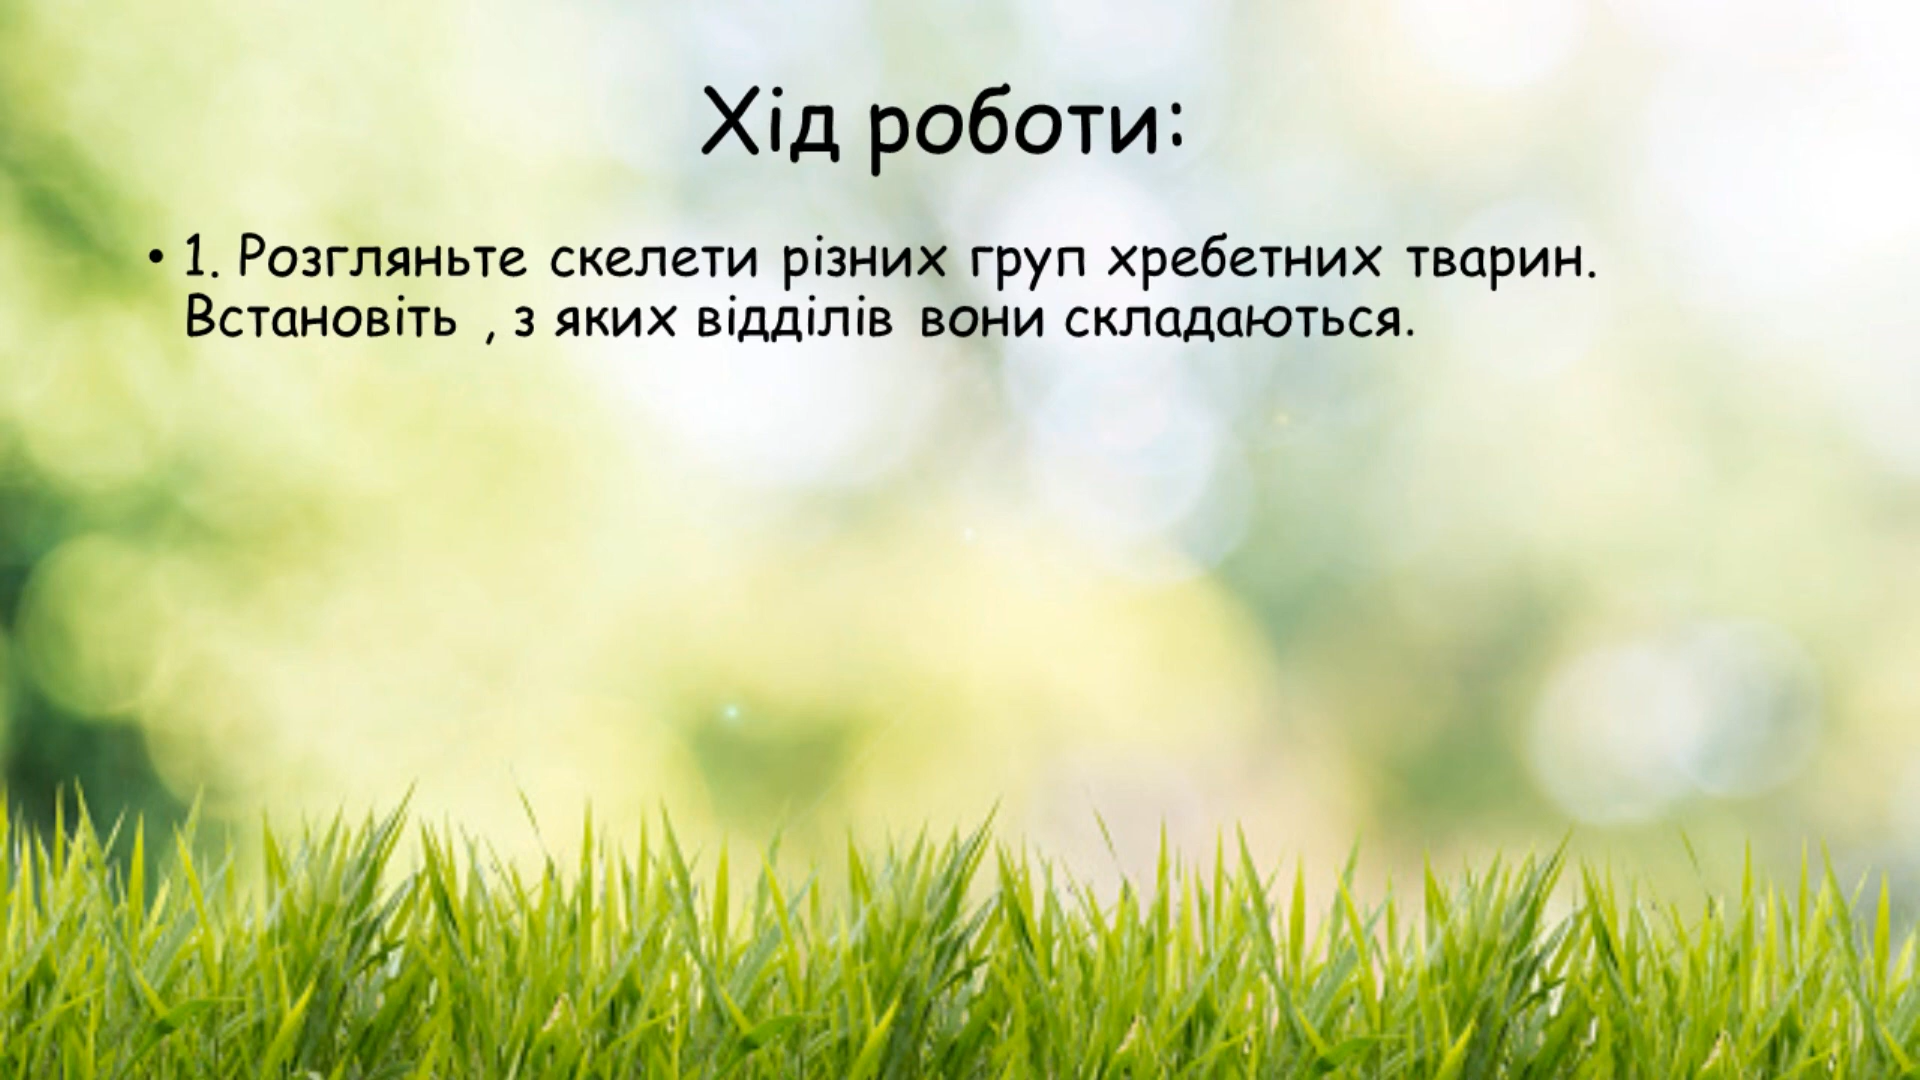 Хід роботи:
• 1. Розгляньте скелети різних груп хребетних тварин.
Встановіть , з яких відділів вони складаються.